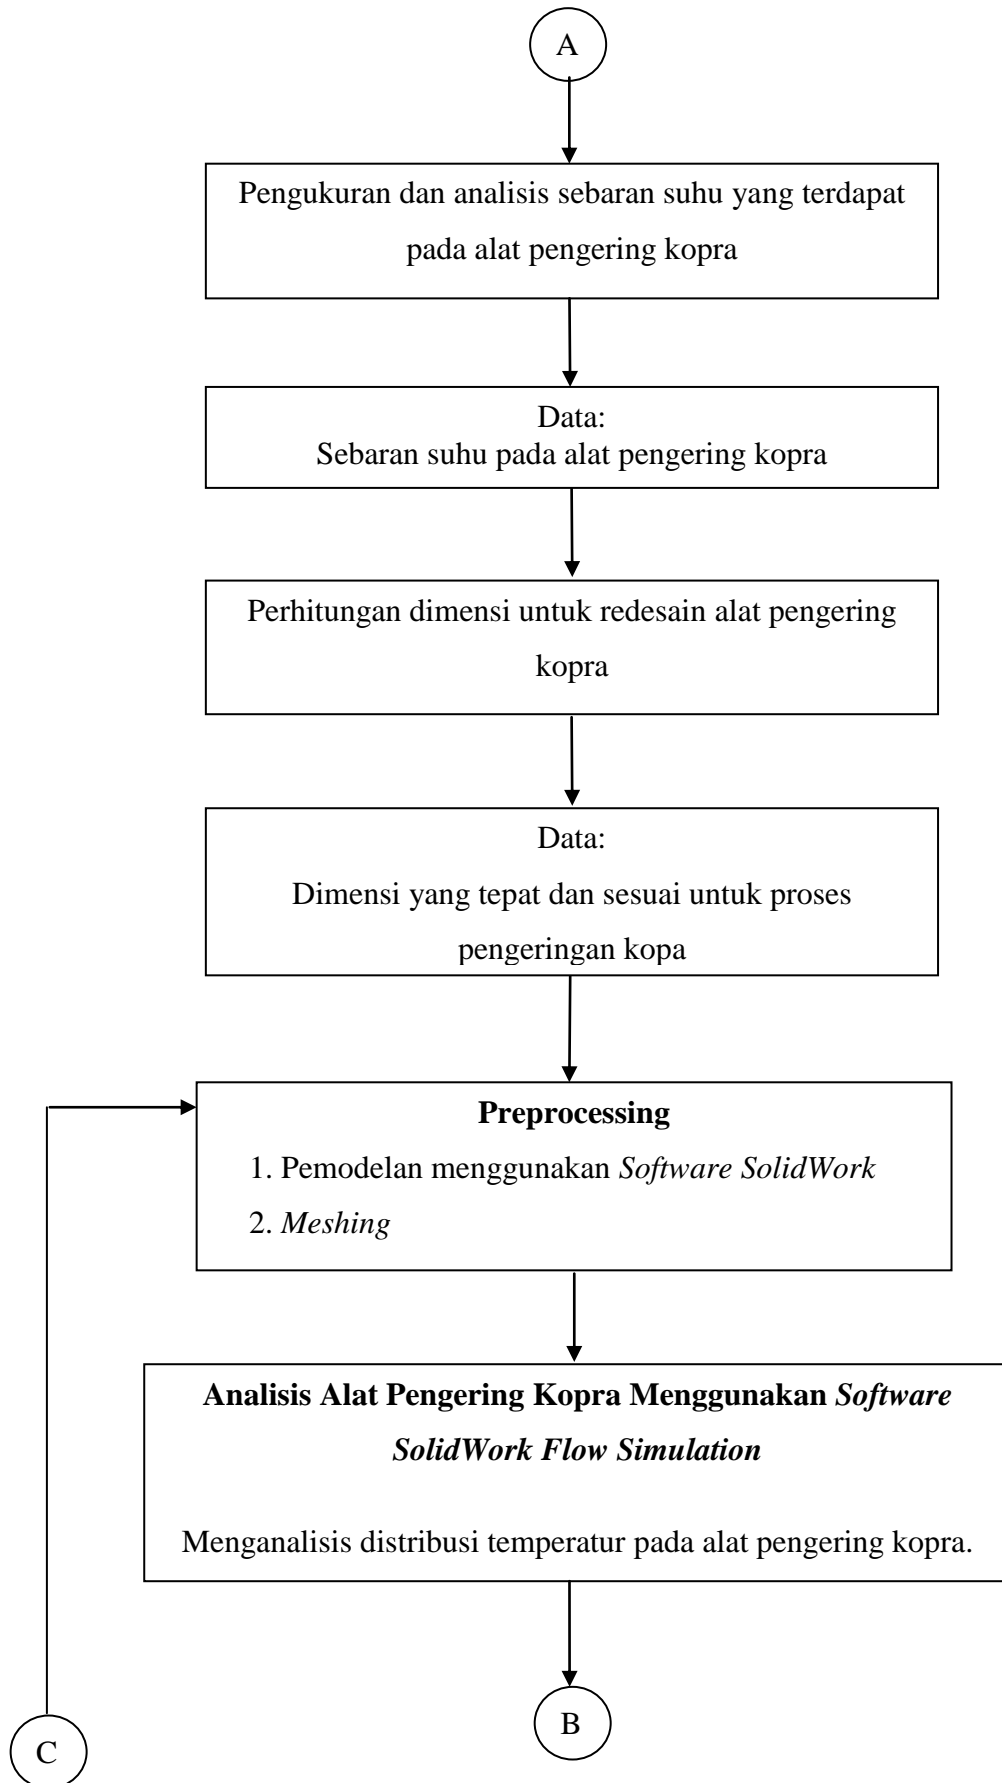 A
Pengukuran dan analisis sebaran suhu yang terdapat
pada alat pengering kopra
Data:
Sebaran suhu pada alat pengering kopra
Perhitungan dimensi untuk redesain alat pengering
kopra
Data:
Dimensi yang tepat dan sesuai untuk proses
pengeringan kopa
Preprocessing
1. Pemodelan menggunakan Software SolidWork
2. Meshing
Analisis Alat Pengering Kopra Menggunakan Software
SolidWork Flow Simulation
Menganalisis distribusi temperatur pada alat pengering kopra.
B
C